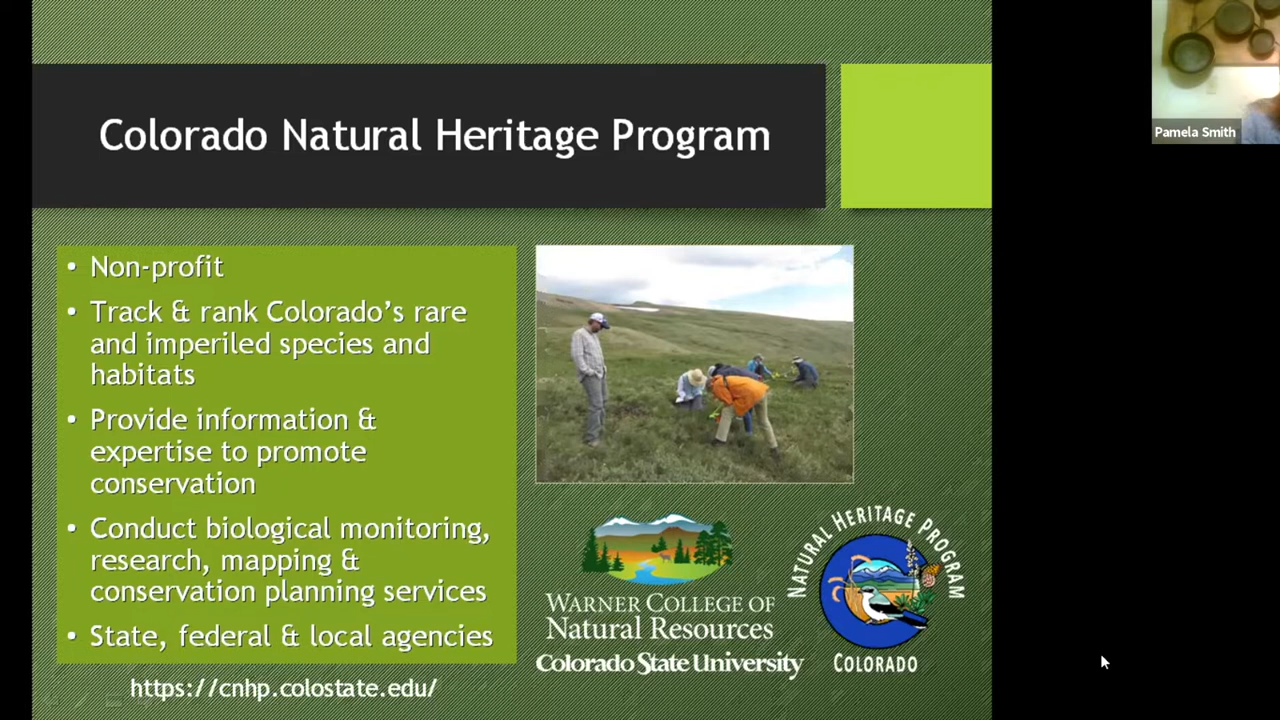 Colorado Natural Heritage Program
Pamela Smith
• Non-profit
• Track & rank Colorado’s rare
and imperiled species and
habitats
• Provide information &
expertise to promote
conservation
• Conduct biological monitoring,
research, mapping &
conservation planning services
• State, federal & local agencies
https://cnhp.colostate.edu/
WARNER COLLEGE OF
Natural Resources
Colorado State University
NATURAL HERITAGE PROGRAM
COLORADO